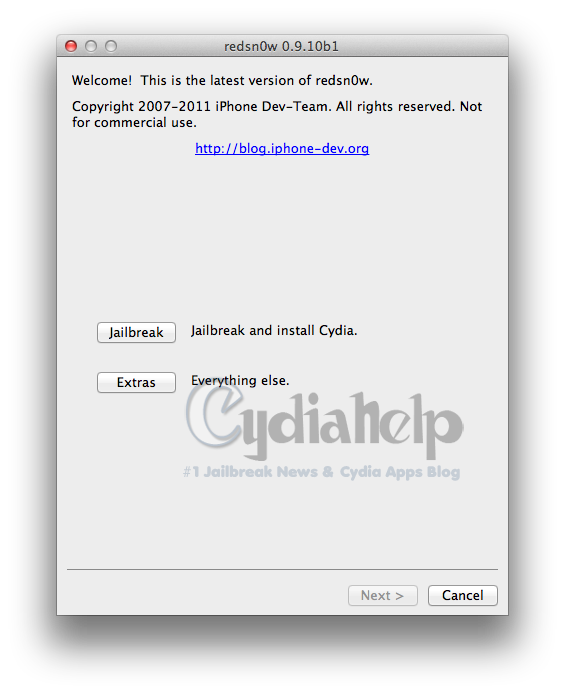 redsn0w 0.9.10b1
Welcome!  This is the latest version of redsn0w.
Copyright 2007-2011 iPhone Dev-Team. All rights reserved. Not
for commercial use.
http://blog.iphone-dev.org
Jailbreak Jailbreak and install Cydia.
Extras Everything else.
Cydiahelp
#1 Jailbreak News & Cydia Apps Blog
Next > Cancel